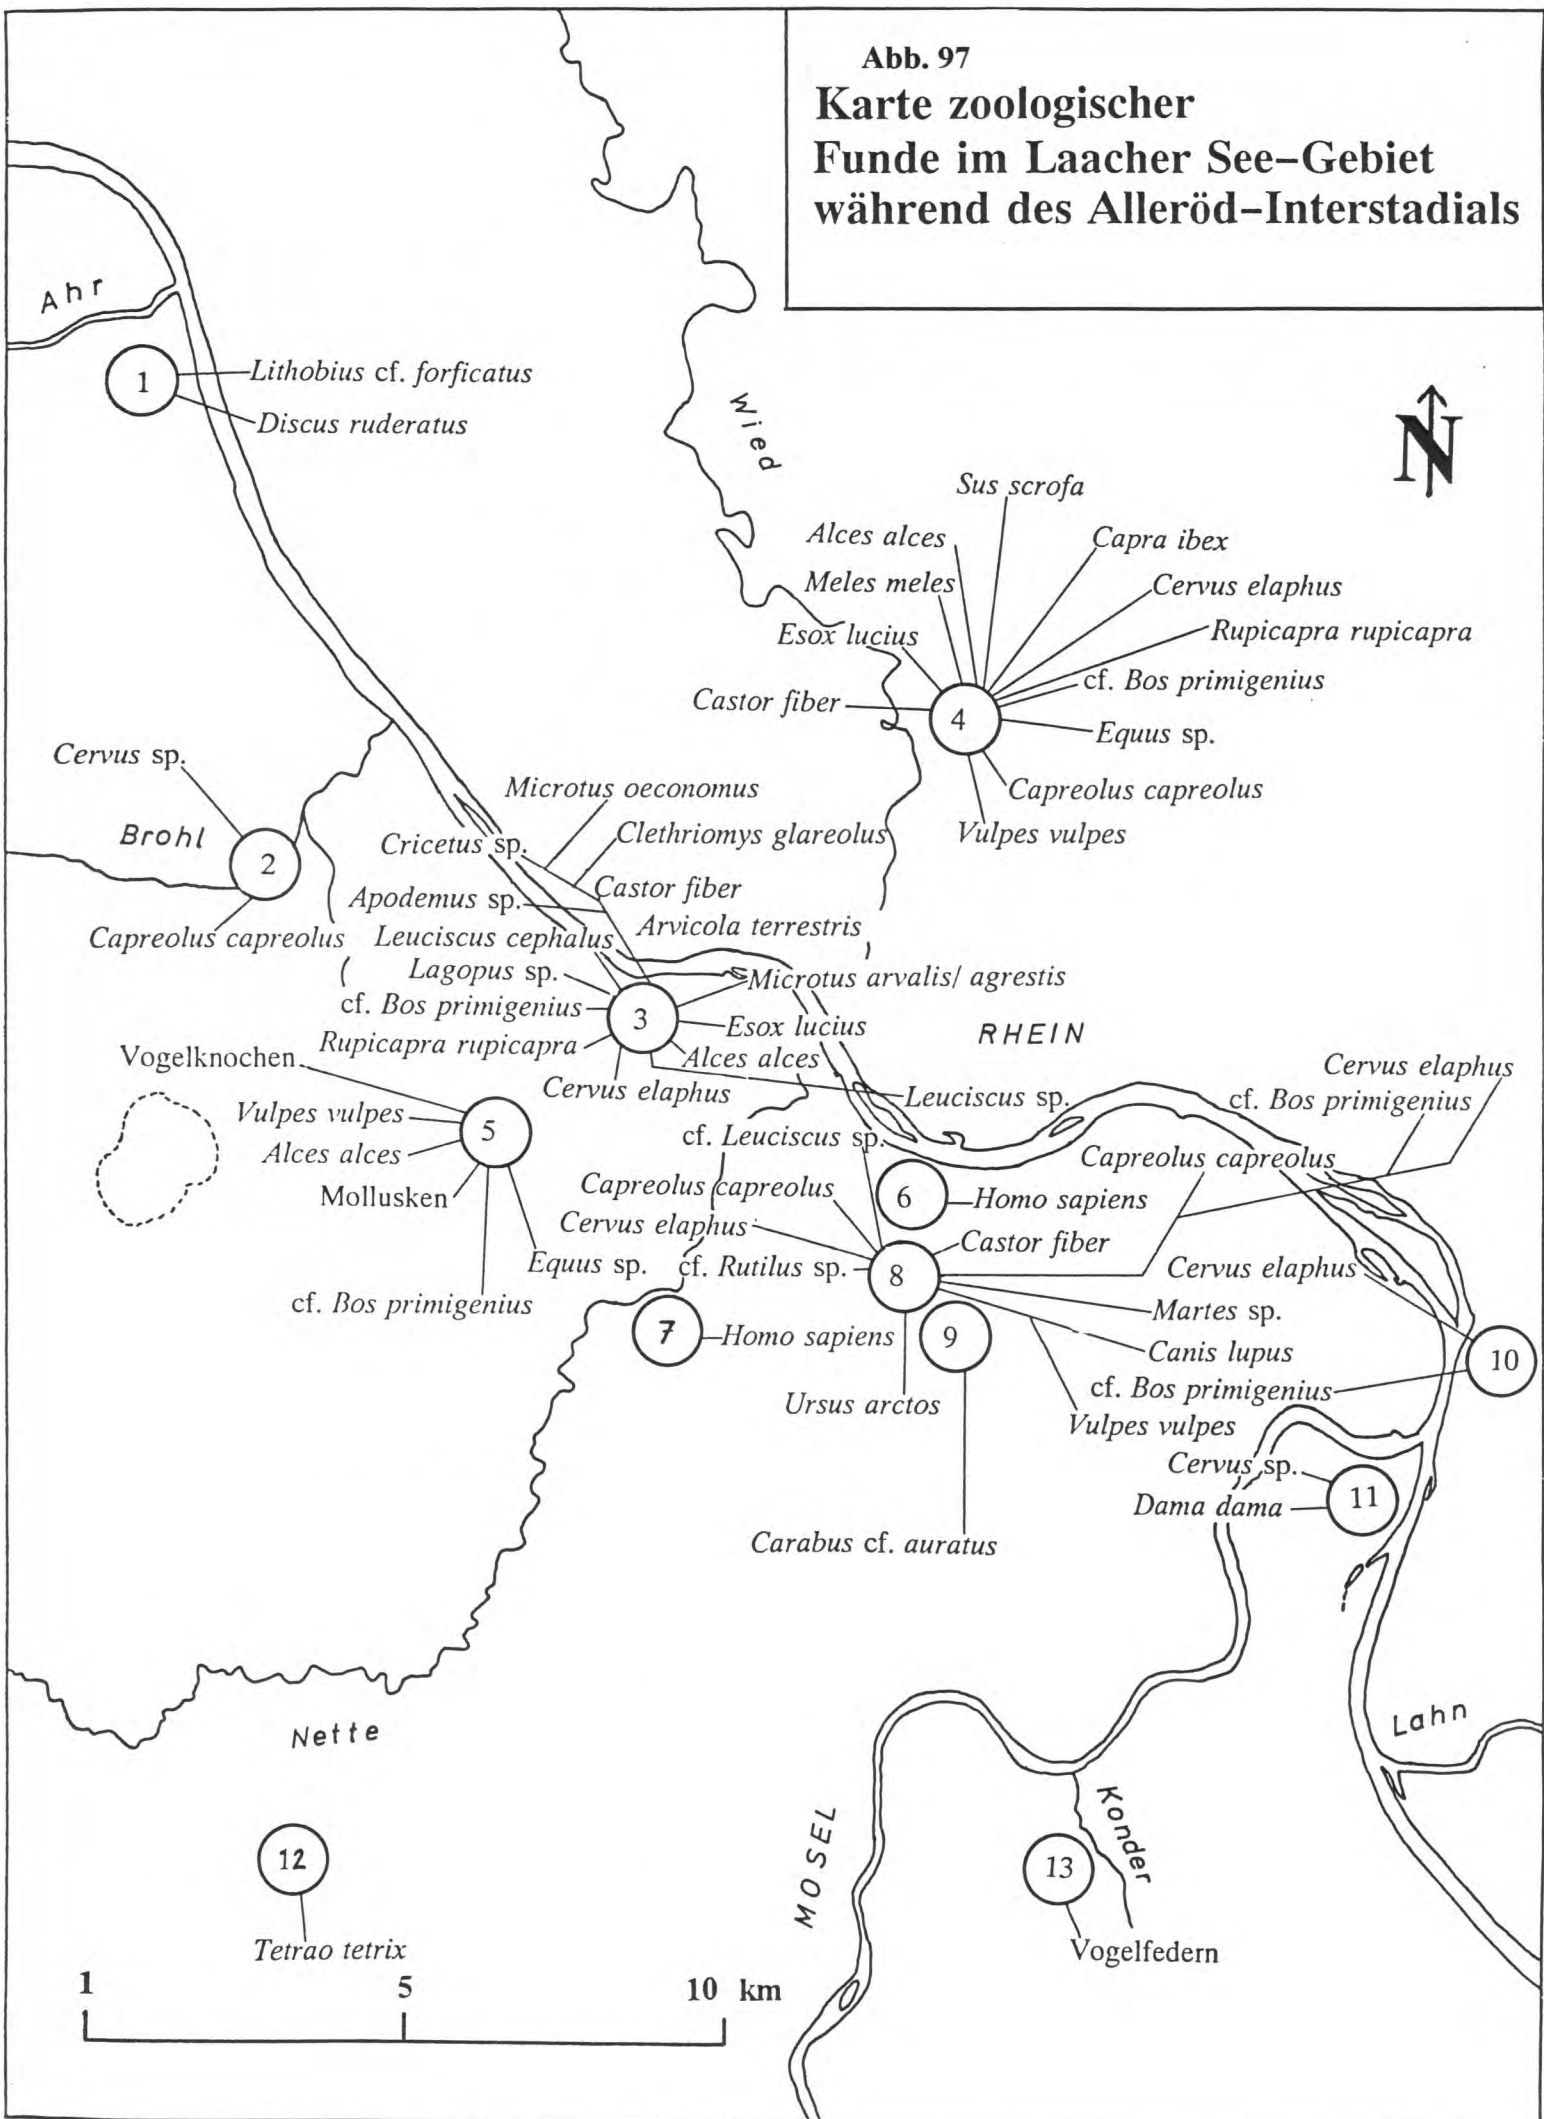 Abb. 97
Karte zoologischer
Funde im Laacher See-Gebiet
während des Alleröd-Interstadials
Ahr
1
Lithobius cf. forficatus
Discus ruderatus
Wied
N
Sus scrofa
Alces alces
Capra ibex
Meles meles
Cervus elaphus
Esox lucius
Rupicapra rupicapra
cf. Bos primigenius
Castor fiber
4
Equus sp.
Capreolus capreolus
Vulpes vulpes
Cervus sp.
Brohl
2
Capreolus capreolus
Microtus oeconomus
Cricetus sp.
Clethriomys glareolus
Castor fiber
Apodemus sp.
Arvicola terrestris
Leuciscus cephalus
Lagopus sp.
Microtus arvalis/ agrestis
cf. Bos primigenius
3
Esox lucius
Rupicapra rupicapra
Alces alces
Cervus elaphus
Leuciscus sp.
RHEIN
Vogelknochen
Vulpes vulpes
5
Alces alces
Mollusken
Equus sp.
cf. Bos primigenius
Cervus elaphus
cf. Bos primigenius
cf. Leuciscus sp.
Capreolus capreolus
Capreolus capreolus
6
Homo sapiens
Cervus elaphus
Castor fiber
cf. Rutilus sp.
8
Cervus elaphus
Martes sp.
7
Homo sapiens
9
Canis lupus
10
cf. Bos primigenius
Ursus arctos
Vulpes vulpes
Cervus sp.
11
Dama dama
Carabus cf. auratus
Nette
Lahn
MOSEL
Konder
12
13
Tetrao tetrix
Vogelfedern
1 5 10 km